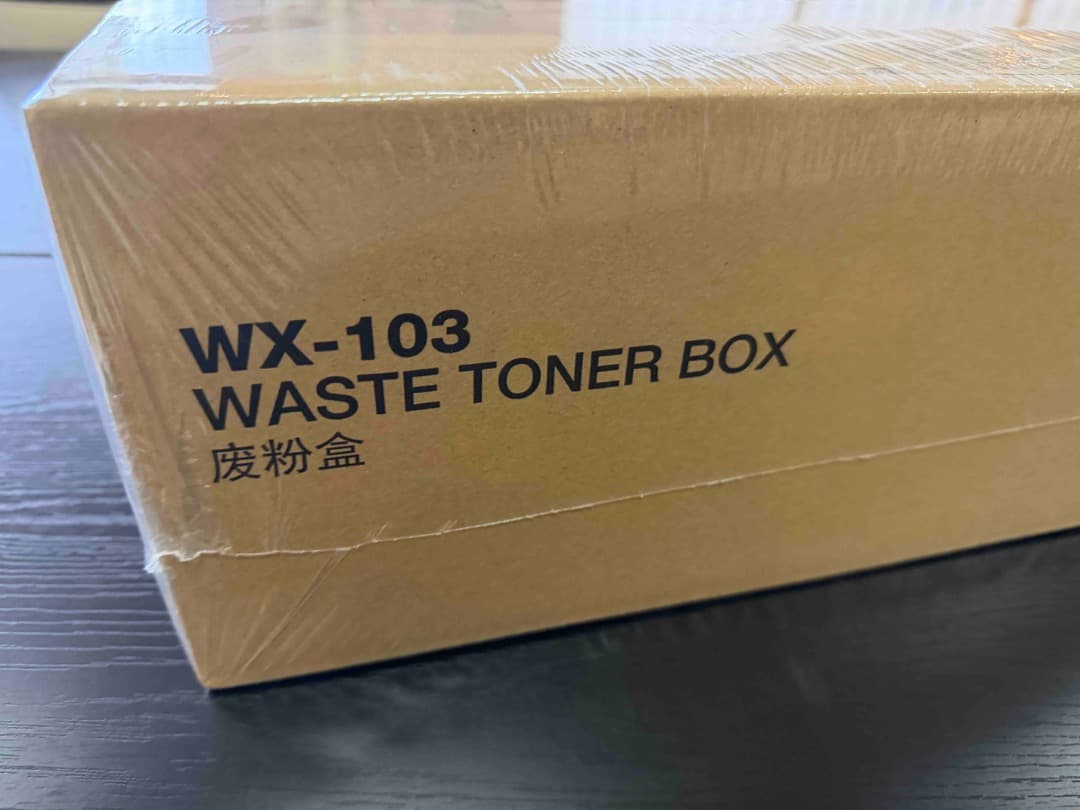 WX-103
WASTE TONER BOX
废粉盒